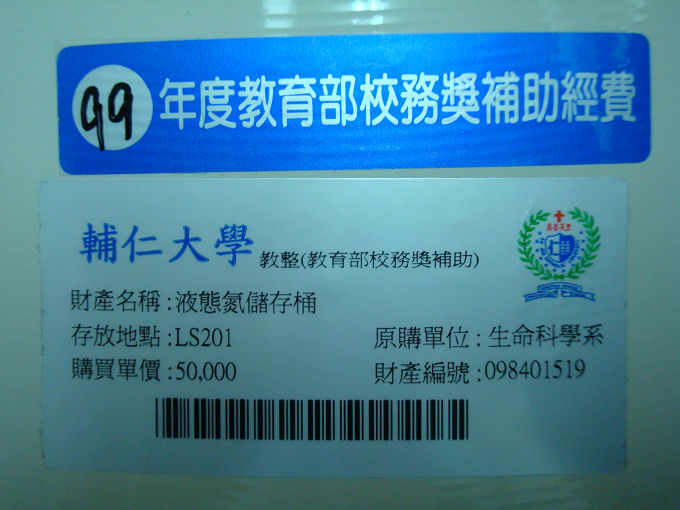 99年度教育部校務獎補助經費
輔仁大學 教整(教育部校務獎補助)
財產名稱:液態氮儲存桶
存放地點:LS201 原購單位:生命科學系
購買單價:50,000 財產編號:098401519